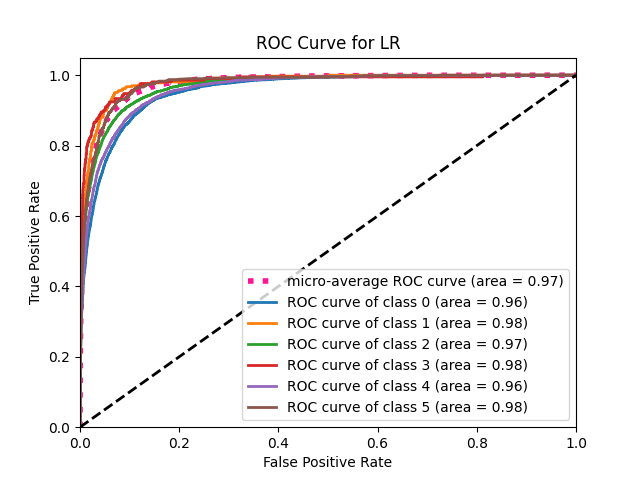 ROC Curve for LR
1.0
0.8
0.6
0.4
0.2
0.0
True Positive Rate
micro-average ROC curve (area = 0.97)
ROC curve of class 0 (area = 0.96)
ROC curve of class 1 (area = 0.98)
ROC curve of class 2 (area = 0.97)
ROC curve of class 3 (area = 0.98)
ROC curve of class 4 (area = 0.96)
ROC curve of class 5 (area = 0.98)
0.0 0.2 0.4 0.6 0.8 1.0
False Positive Rate